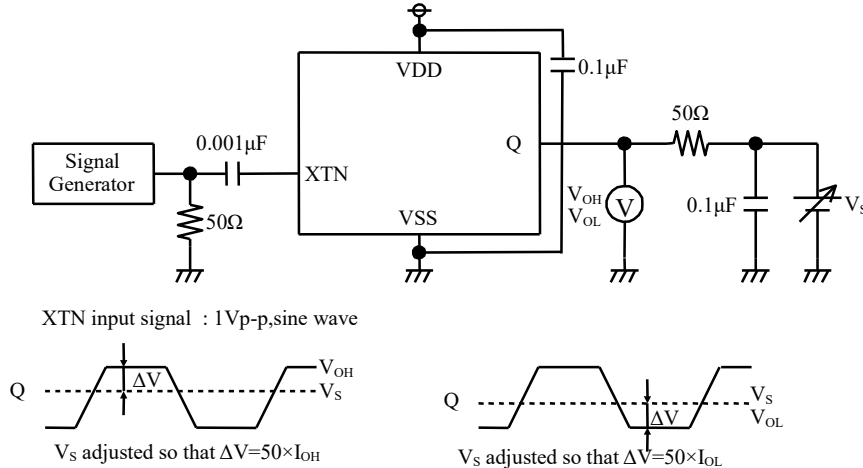 VDD
0.1μF
50Ω
Q
0.001μF
Signal
Generator
XTN
VOH
VOL
V
0.1μF
VS
VSS
50Ω
XTN input signal : 1Vp-p,sine wave
VOH
ΔV
Q
VS
VS adjusted so that ΔV=50×IOH
VS
Q
ΔV
VOL
VS adjusted so that ΔV=50×IOL